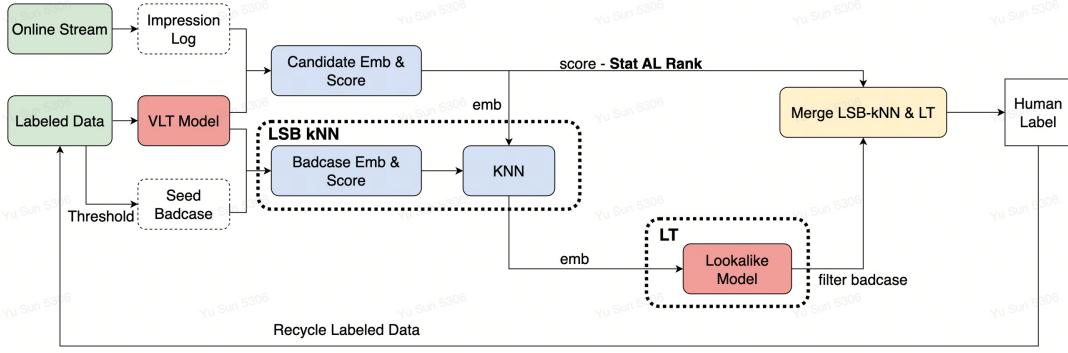 Online Stream
Impression
Log
Candidate Emb &
Score
score - Stat AL Rank
emb
Labeled Data
VLT Model
Merge LSB-kNN & LT
Human
Label
LSB kNN
Badcase Emb &
Score
KNN
Seed
Badcase
Threshold
LT
Lookalike
Model
emb
filter badcase
Recycle Labeled Data
Yu Sun 5306